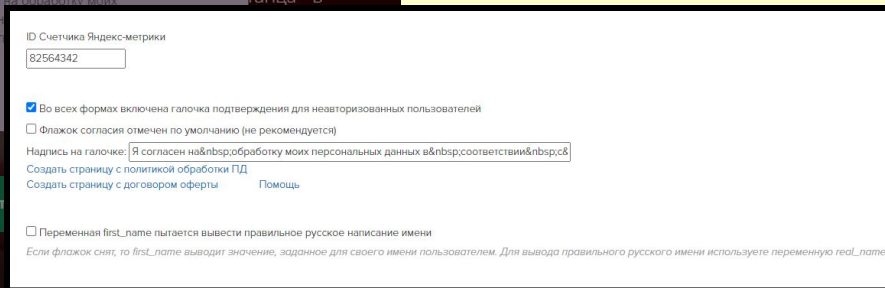 на обработку моих
ID Счетчика Яндекс-метрики
82564342
Во всех формах включена галочка подтверждения для неавторизованных пользователей
Флажок согласия отмечен по умолчанию (не рекомендуется)
Надпись на галочке: Я согласен на&nbsp;обработку моих персональных данных в&nbsp;соответствии&nbsp;с&
Создать страницу с политикой обработки ПД
Создать страницу с договором оферты Помощь
Переменная first_name пытается вывести правильное русское написание имени
Если флажок снят, то first_name выводит значение, заданное для своего имени пользователем. Для вывода правильного русского имени используете переменную real_name